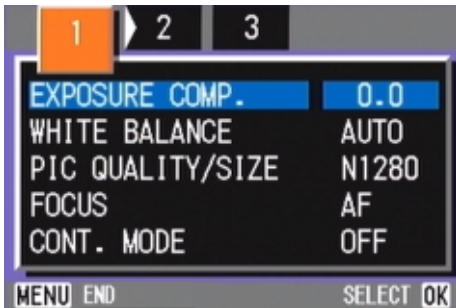 1 2 3
EXPOSURE COMP. 0.0
WHITE BALANCE AUTO
PIC QUALITY/SIZE N1280
FOCUS AF
CONT. MODE OFF
MENU END SELECT OK